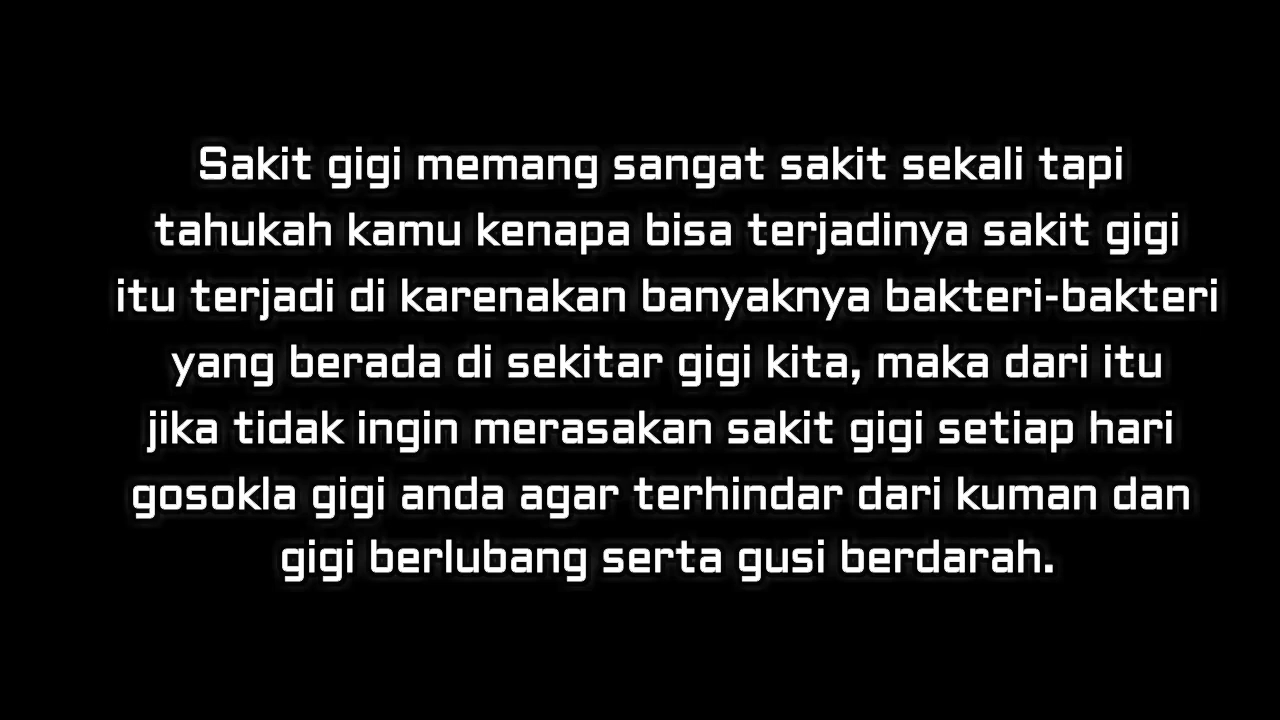 Sakit gigi memang sangat sakit sekali tapi
tahukah kamu kenapa bisa terjadinya sakit gigi
itu terjadi di karenakan banyaknya bakteri-bakteri
yang berada di sekitar gigi kita, maka dari itu
jika tidak ingin merasakan sakit gigi setiap hari
gosokla gigi anda agar terhindar dari kuman dan
gigi berlubang serta gusi berdarah.